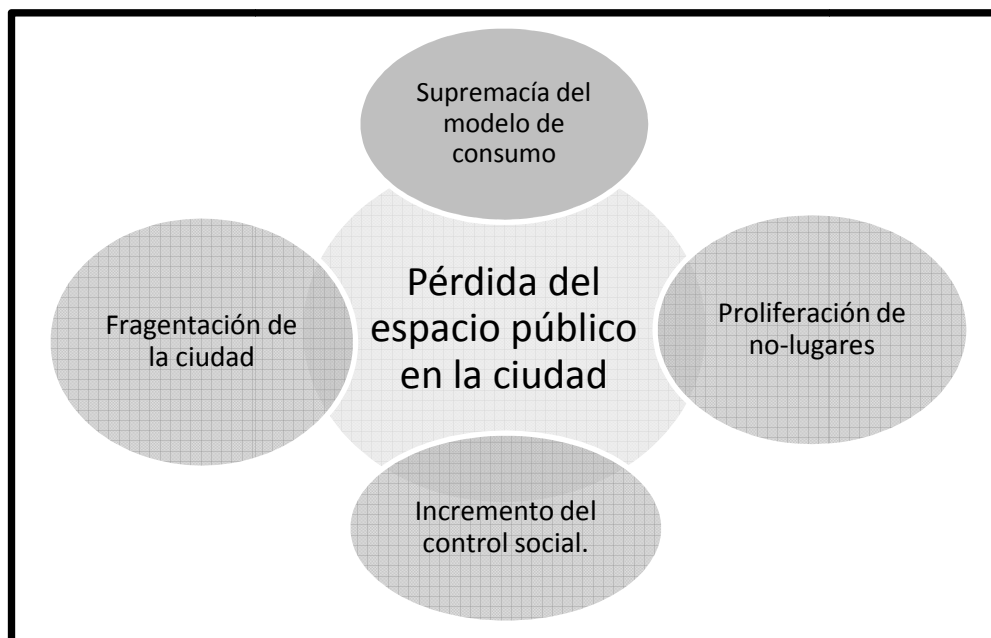 Supremacía del
modelo de
consumo
Fragentación de
la ciudad
Pérdida del
espacio público
en la ciudad
Proliferación de
no-lugares
Incremento del
control social.